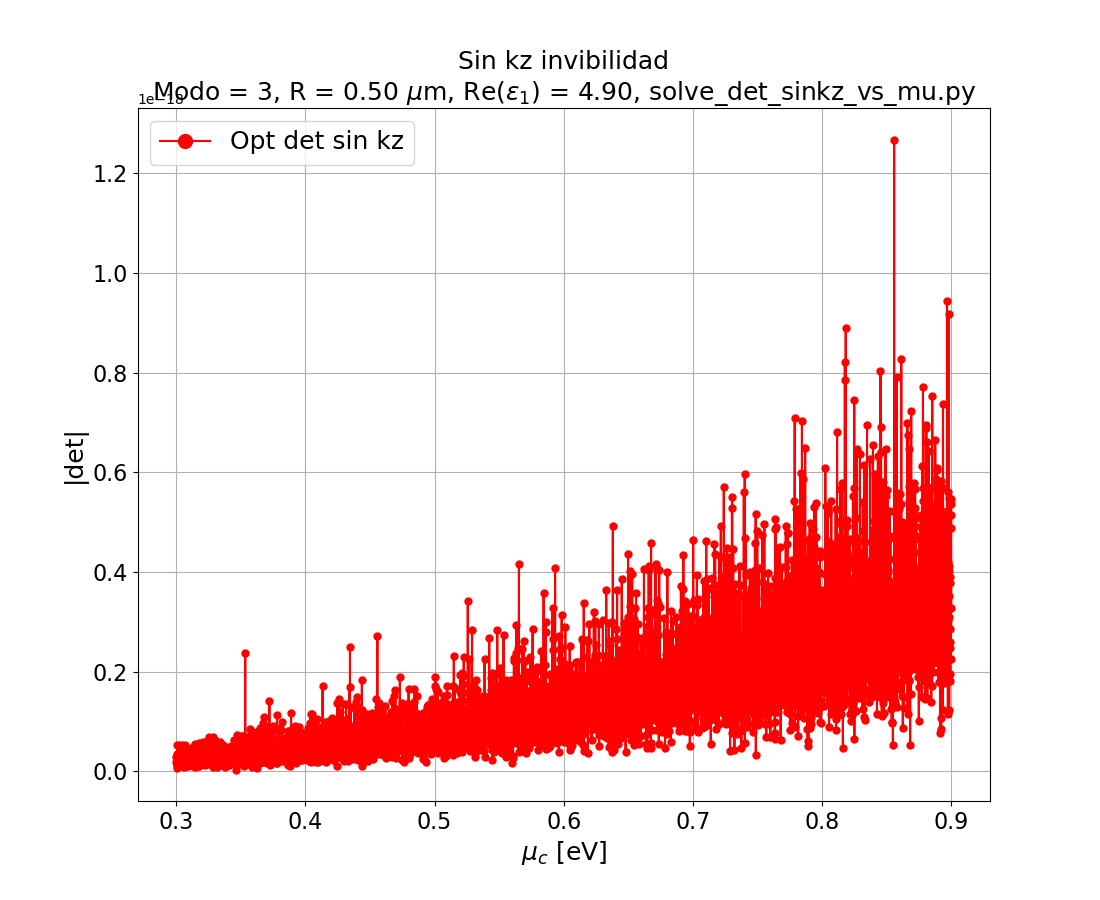 Sin kz invibilidad
Modo = 3, R = 0.50 μm, Re(ε₁) = 4.90, solve_det_sinkz_vs_mu.py
1e−18
Opt det sin kz
1.2
1.0
0.8
0.6
0.4
0.2
0.0
|det|
0.3 0.4 0.5 0.6 0.7 0.8 0.9
μ_c [eV]